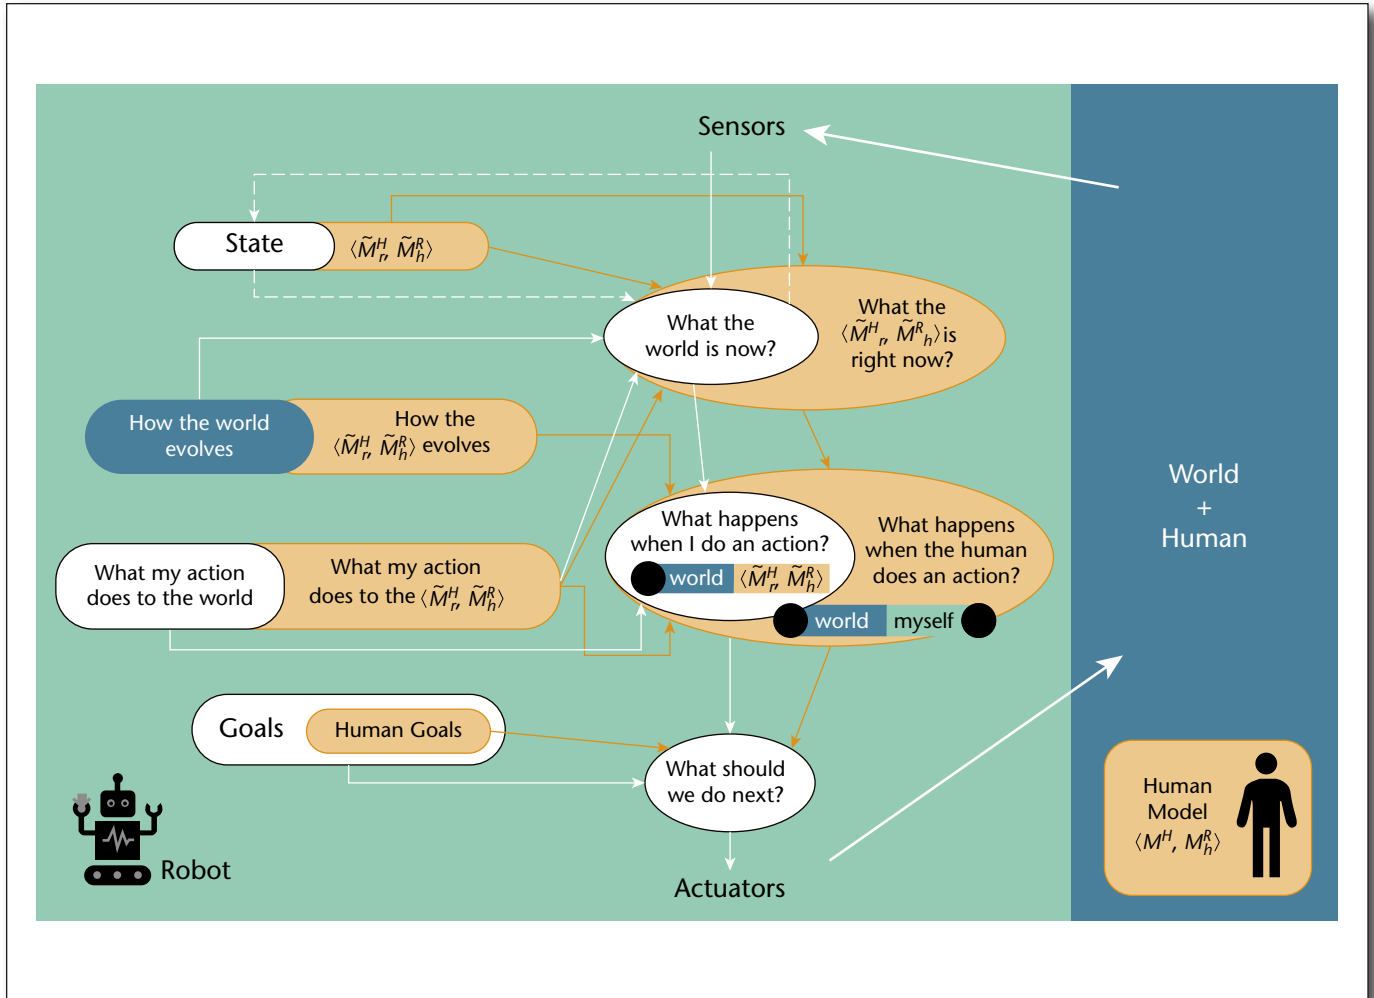 Sensors
State
⟨M̃ᴴᵣ, M̃ᴿₕ⟩
What the
world is now?
What the
⟨M̃ᴴᵣ, M̃ᴿₕ⟩ is
right now?
How the world
evolves
How the
⟨M̃ᴴᵣ, M̃ᴿₕ⟩ evolves
What happens
when I do an action?
world ⟨M̃ᴴᵣ, M̃ᴿₕ⟩
What happens
when the human
does an action?
world myself
What my action
does to the world
What my action
does to the ⟨M̃ᴴᵣ, M̃ᴿₕ⟩
Goals
Human Goals
What should
we do next?
Robot
Actuators
World
+
Human
Human
Model
⟨Mᴴ, Mᴿₕ⟩